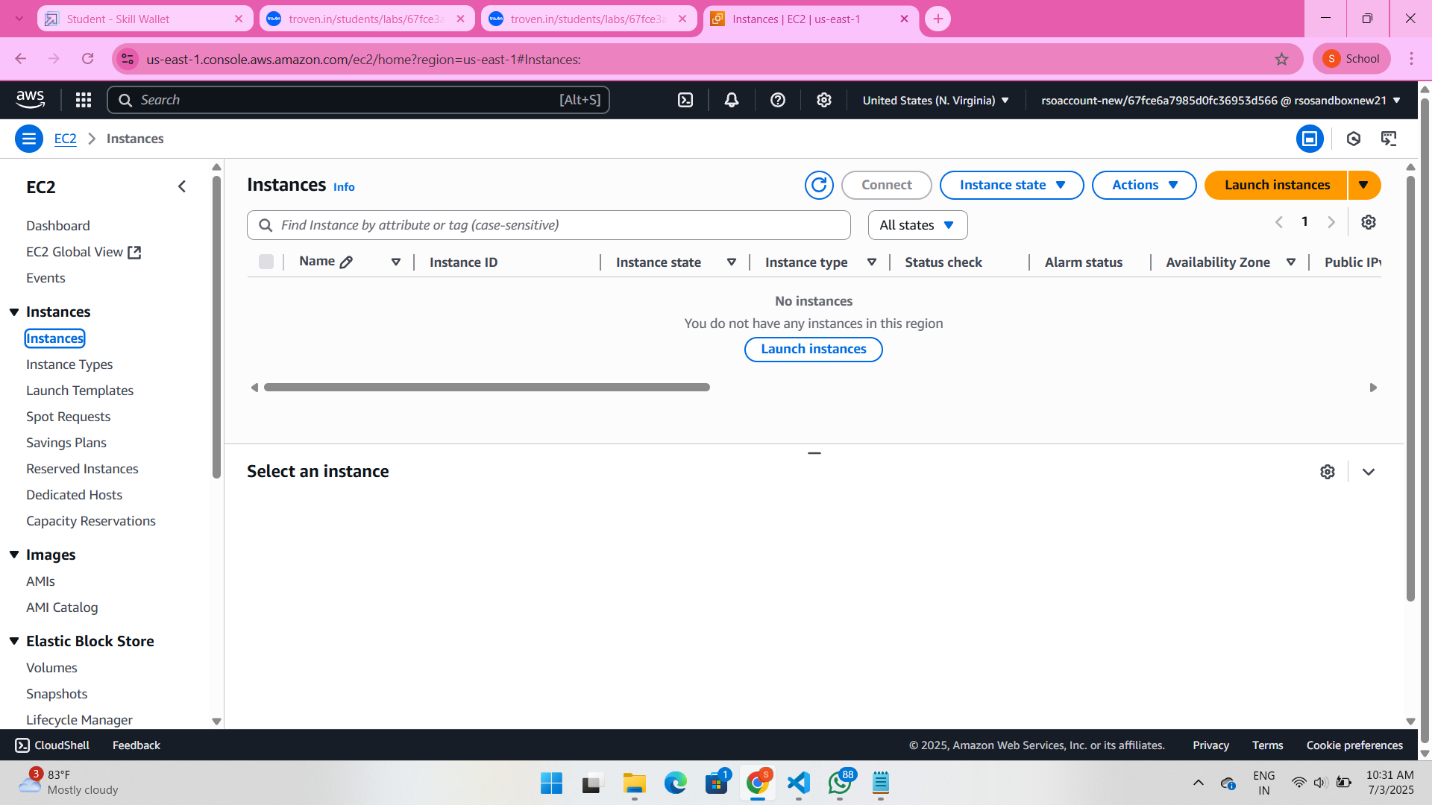 Student - Skill Wallet
troven.in/students/labs/67fce3
troven.in/students/labs/67fce3
Instances | EC2 | us-east-1
us-east-1.console.aws.amazon.com/ec2/home?region=us-east-1#Instances:
S School
aws
Search [Alt+S]
United States (N. Virginia)
rsoaccount-new/67fce6a7985d0fc36953d566 @ rsosandboxnew21
EC2 > Instances
EC2
Dashboard
EC2 Global View
Events
Instances
Instances
Instance Types
Launch Templates
Spot Requests
Savings Plans
Reserved Instances
Dedicated Hosts
Capacity Reservations
Images
AMIs
AMI Catalog
Elastic Block Store
Volumes
Snapshots
Lifecycle Manager
Instances Info
Connect
Instance state
Actions
Launch instances
Find Instance by attribute or tag (case-sensitive)
All states
1
Name Instance ID Instance state Instance type Status check Alarm status Availability Zone Public IP
No instances
You do not have any instances in this region
Launch instances
Select an instance
CloudShell Feedback
© 2025, Amazon Web Services, Inc. or its affiliates. Privacy Terms Cookie preferences
3
83°F
Mostly cloudy
1
S
88
ENG
IN
10:31 AM
7/3/2025